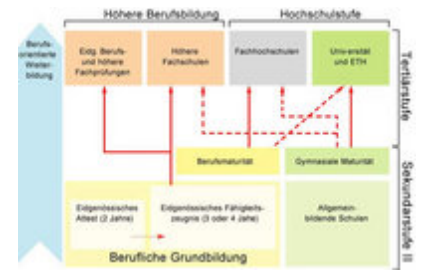 Höhere Berufsbildung
Hochschulstufe
Berufs-
orientierte
Weiter-
bildung
Eidg. Berufs-
und höhere
Fachprüfungen
Höhere
Fachschulen
Fachhochschulen
Universität
und ETH
Tertiärstufe
Berufsmaturität
Gymnasiale Maturität
Eidgenössisches
Attest (2 Jahre)
Eidgenössisches Fähigkeits-
zeugnis (3 oder 4 Jahre)
Allgemein-
bildende Schulen
Berufliche Grundbildung
Sekundarstufe II